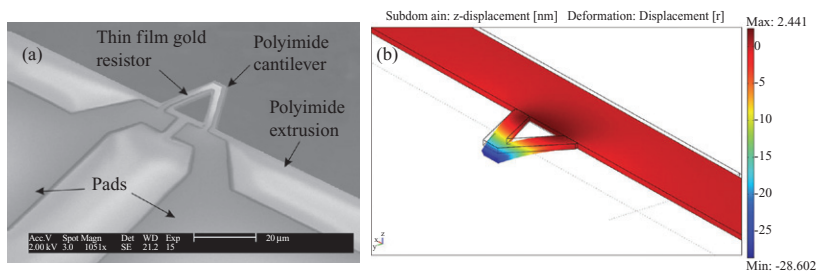 (a)
Thin film gold
resistor
Polyimide
cantilever
Polyimide
extrusion
Pads
Acc.V Spot Magn Det WD Exp
2.00 kV 3.0 1051x SE 21.2 15
20 μm
Subdom ain: z-displacement [nm] Deformation: Displacement [r]
(b)
Max: 2.441
0
-5
-10
-15
-20
-25
Min: -28.602
z
x
y